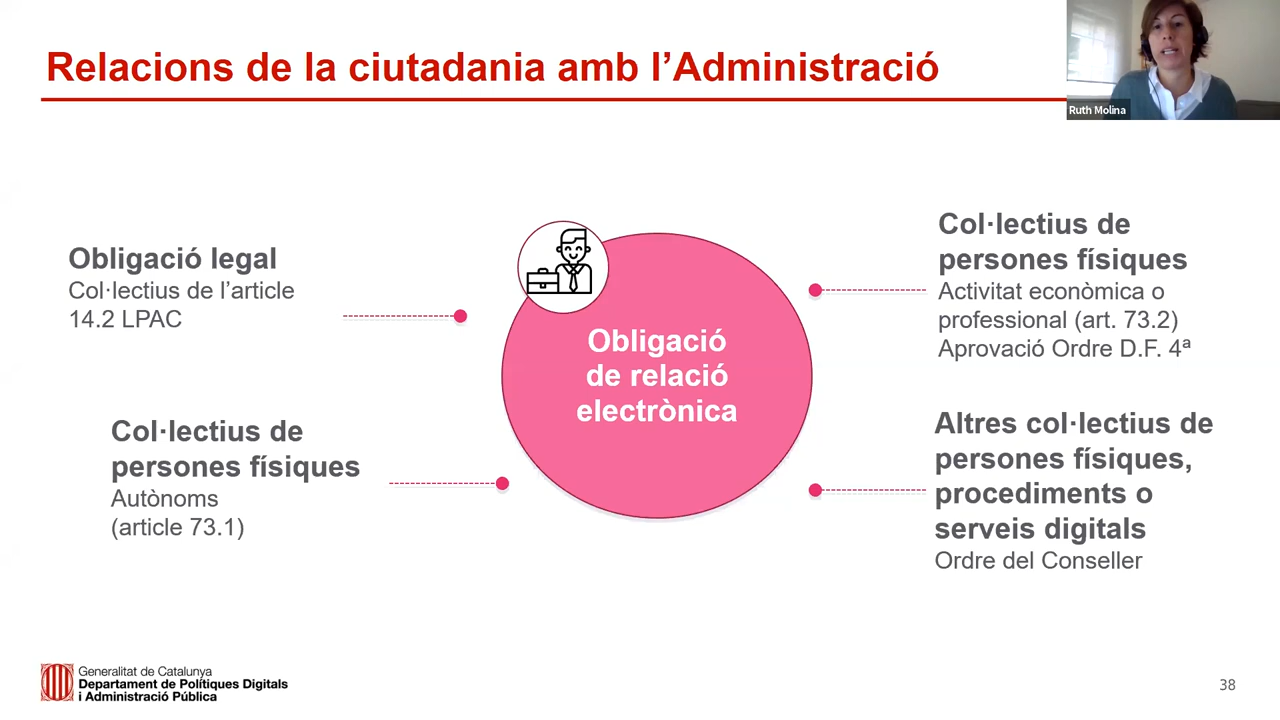 Relacions de la ciutadania amb l’Administració
Ruth Molina
Obligació legal
Col·lectius de l’article
14.2 LPAC
Col·lectius de
persones físiques
Autònoms
(article 73.1)
Obligació
de relació
electrònica
Col·lectius de
persones físiques
Activitat econòmica o
professional (art. 73.2)
Aprovació Ordre D.F. 4ª
Altres col·lectius de
persones físiques,
procediments o
serveis digitals
Ordre del Conseller
Generalitat de Catalunya
Departament de Polítiques Digitals
i Administració Pública
38